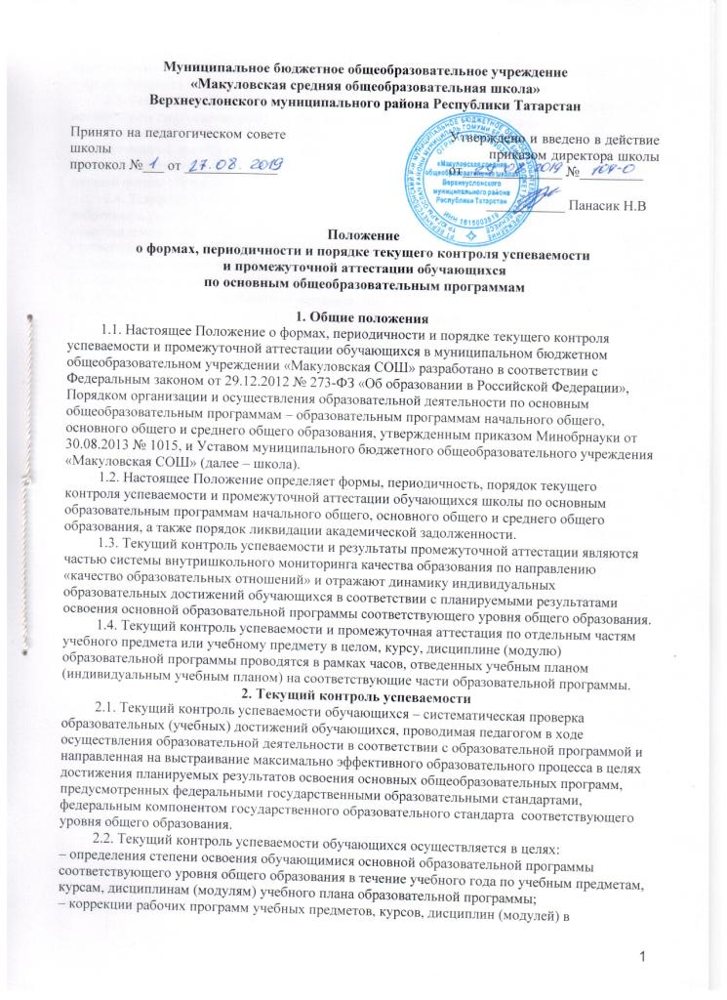 Муниципальное бюджетное общеобразовательное учреждение
«Макуловская средняя общеобразовательная школа»
Верхнеуслонского муниципального района Республики Татарстан
Принято на педагогическом совете
школы
протокол № 1 от 27.08.2019
Утверждено и введено в действие
приказом директора школы
от 2019 № 104-О
Панасик Н.В
«Макуловская средняя
общеобразовательная школа»
Верхнеуслонского
муниципального района
Республики Татарстан
Положение
о формах, периодичности и порядке текущего контроля успеваемости
и промежуточной аттестации обучающихся
по основным общеобразовательным программам
1. Общие положения
1.1. Настоящее Положение о формах, периодичности и порядке текущего контроля
успеваемости и промежуточной аттестации обучающихся в муниципальном бюджетном
общеобразовательном учреждении «Макуловская СОШ» разработано в соответствии с
Федеральным законом от 29.12.2012 № 273-ФЗ «Об образовании в Российской Федерации»,
Порядком организации и осуществления образовательной деятельности по основным
общеобразовательным программам – образовательным программам начального общего,
основного общего и среднего общего образования, утвержденным приказом Минобрнауки от
30.08.2013 № 1015, и Уставом муниципального бюджетного общеобразовательного учреждения
«Макуловская СОШ» (далее – школа).
1.2. Настоящее Положение определяет формы, периодичность, порядок текущего
контроля успеваемости и промежуточной аттестации обучающихся школы по основным
образовательным программам начального общего, основного общего и среднего общего
образования, а также порядок ликвидации академической задолженности.
1.3. Текущий контроль успеваемости и результаты промежуточной аттестации являются
частью системы внутришкольного мониторинга качества образования по направлению
«качество образовательных отношений» и отражают динамику индивидуальных
образовательных достижений обучающихся в соответствии с планируемыми результатами
освоения основной образовательной программы соответствующего уровня общего образования.
1.4. Текущий контроль успеваемости и промежуточная аттестация по отдельным частям
учебного предмета или учебному предмету в целом, курсу, дисциплине (модулю)
образовательной программы проводятся в рамках часов, отведенных учебным планом
(индивидуальным учебным планом) на соответствующие части образовательной программы.
2. Текущий контроль успеваемости
2.1. Текущий контроль успеваемости обучающихся – систематическая проверка
образовательных (учебных) достижений обучающихся, проводимая педагогом в ходе
осуществления образовательной деятельности в соответствии с образовательной программой и
направленная на выстраивание максимально эффективного образовательного процесса в целях
достижения планируемых результатов освоения основных общеобразовательных программ,
предусмотренных федеральными государственными образовательными стандартами,
федеральным компонентом государственного образовательного стандарта соответствующего
уровня общего образования.
2.2. Текущий контроль успеваемости обучающихся осуществляется в целях:
– определения степени освоения обучающимися основной образовательной программы
соответствующего уровня общего образования в течение учебного года по учебным предметам,
курсам, дисциплинам (модулям) учебного плана образовательной программы;
– коррекции рабочих программ учебных предметов, курсов, дисциплин (модулей) в
1